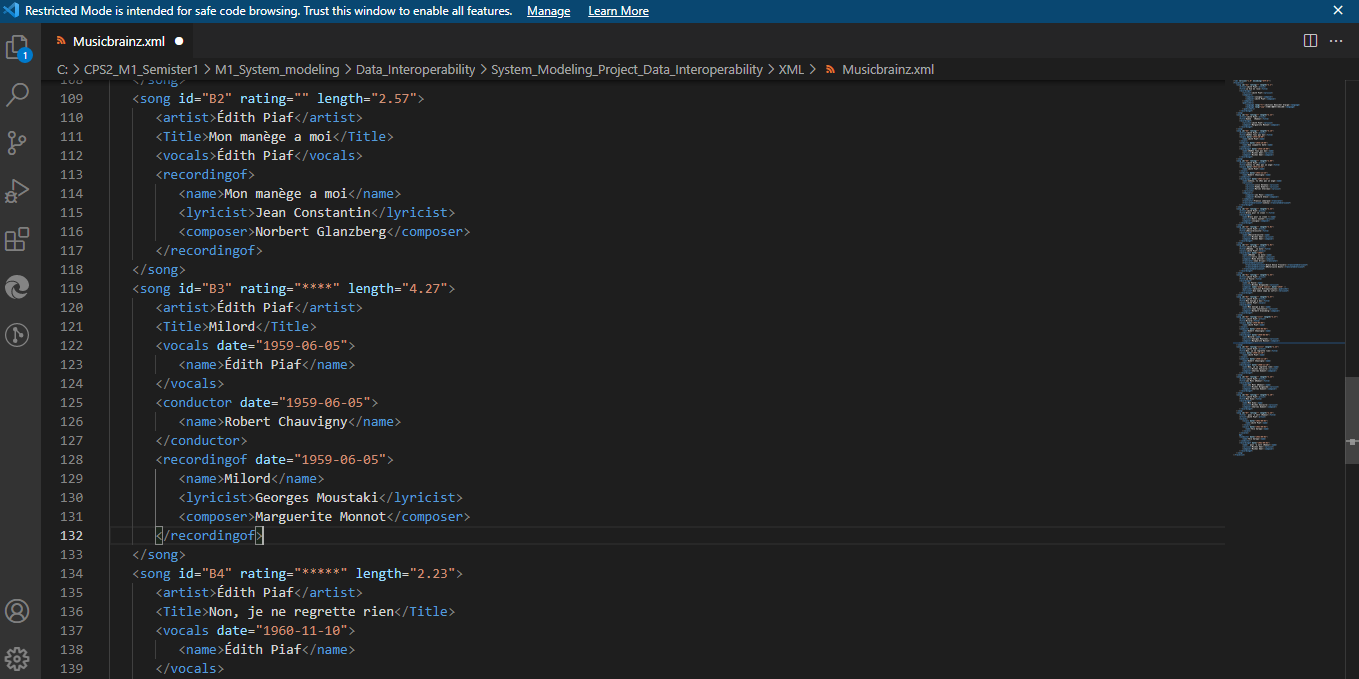 Restricted Mode is intended for safe code browsing. Trust this window to enable all features. Manage Learn More
1
Musicbrainz.xml
C: > CPS2_M1_Semister1 > M1_System_modeling > Data_Interoperability > System_Modeling_Project_Data_Interoperability > XML > Musicbrainz.xml
108 </song>
109 <song id="B2" rating="" length="2.57">
110 <artist>Édith Piaf</artist>
111 <Title>Mon manège a moi</Title>
112 <vocals>Édith Piaf</vocals>
113 <recordingof>
114 <name>Mon manège a moi</name>
115 <lyricist>Jean Constantin</lyricist>
116 <composer>Norbert Glanzberg</composer>
117 </recordingof>
118 </song>
119 <song id="B3" rating="****" length="4.27">
120 <artist>Édith Piaf</artist>
121 <Title>Milord</Title>
122 <vocals date="1959-06-05">
123 <name>Édith Piaf</name>
124 </vocals>
125 <conductor date="1959-06-05">
126 <name>Robert Chauvigny</name>
127 </conductor>
128 <recordingof date="1959-06-05">
129 <name>Milord</name>
130 <lyricist>Georges Moustaki</lyricist>
131 <composer>Marguerite Monnot</composer>
132 </recordingof>
133 </song>
134 <song id="B4" rating="*****" length="2.23">
135 <artist>Édith Piaf</artist>
136 <Title>Non, je ne regrette rien</Title>
137 <vocals date="1960-11-10">
138 <name>Édith Piaf</name>
139 </vocals>